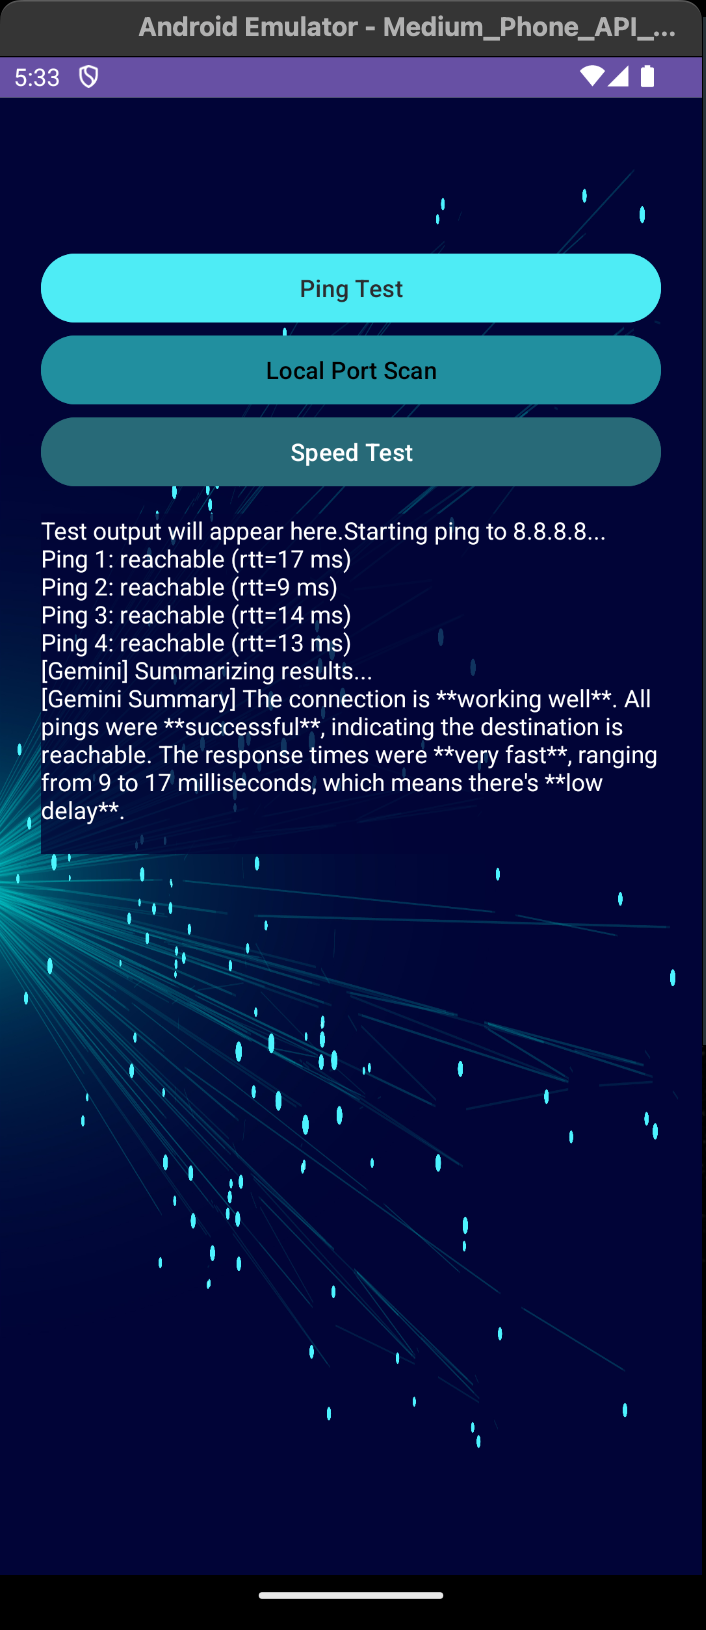 Android Emulator - Medium_Phone_API_...
5:33
Ping Test
Local Port Scan
Speed Test
Test output will appear here.Starting ping to 8.8.8.8...
Ping 1: reachable (rtt=17 ms)
Ping 2: reachable (rtt=9 ms)
Ping 3: reachable (rtt=14 ms)
Ping 4: reachable (rtt=13 ms)
[Gemini] Summarizing results...
[Gemini Summary] The connection is **working well**. All
pings were **successful**, indicating the destination is
reachable. The response times were **very fast**, ranging
from 9 to 17 milliseconds, which means there's **low
delay**.